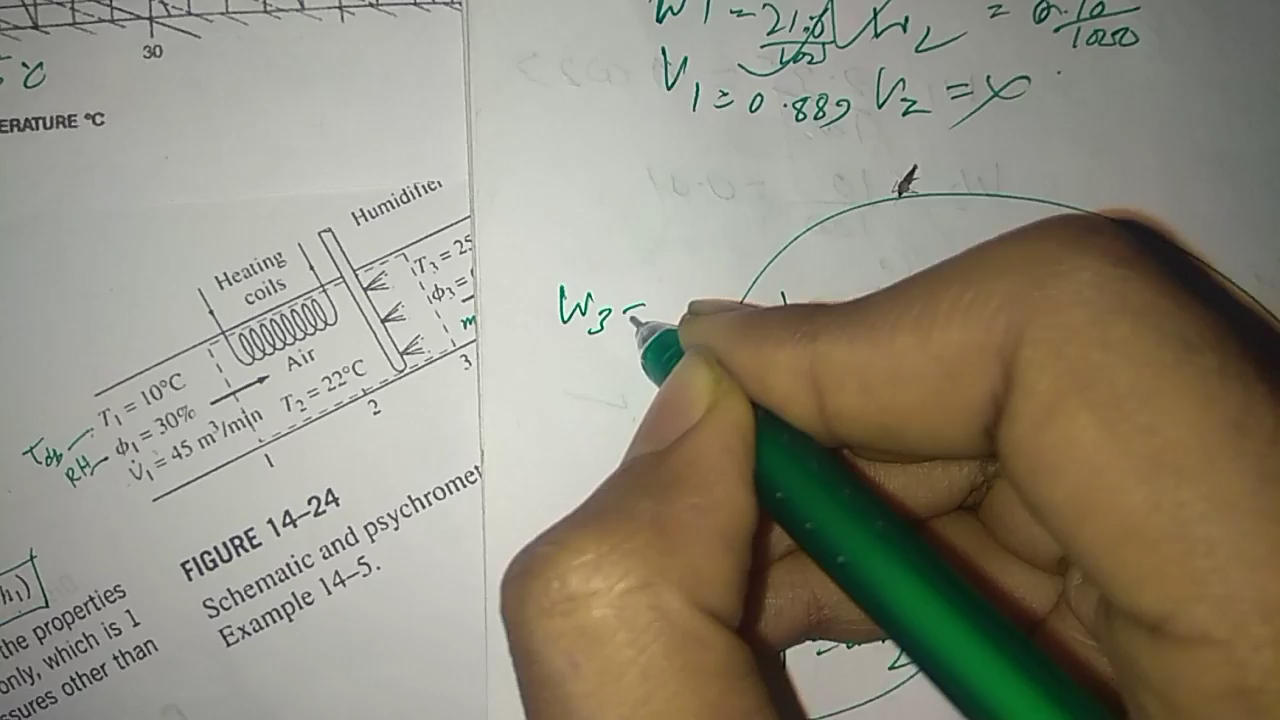 30
ERATURE °C
Humidifier
Heating
coils
Air
T₃ = 25
ϕ₃ =
T₁ = 10°C
ϕ₁ = 30%
V̇₁ = 45 m³/min
T₂ = 22°C
1
2
3
Tdb
RH
m
FIGURE 14–24
Schematic and psychromet
Example 14–5.
h₁)
the properties
only, which is 1
ssures other than
V₁ = 0.889 V₂ = x
W₃ =